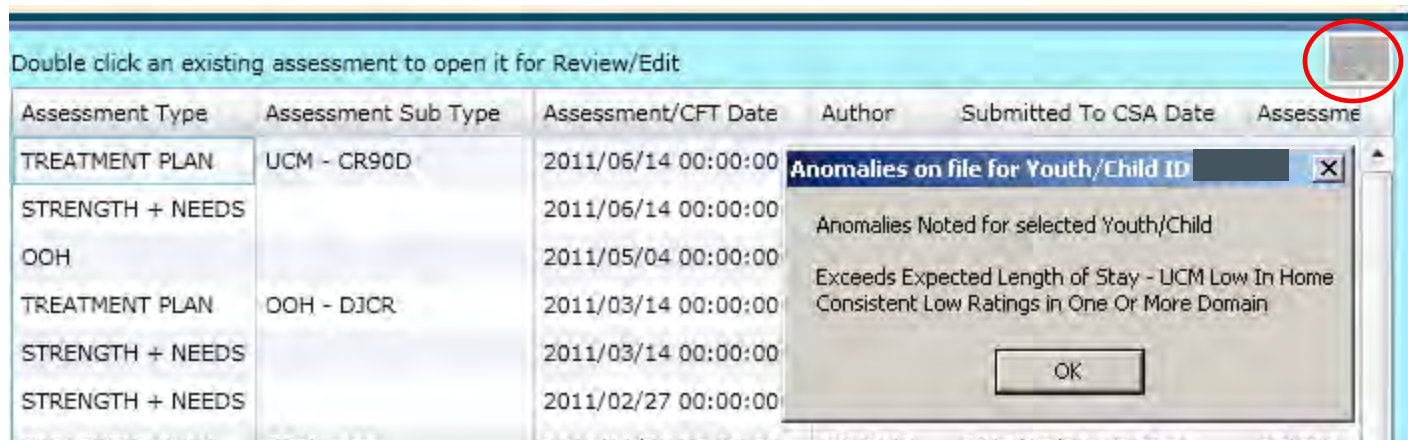 Double click an existing assessment to open it for Review/Edit
Assessment Type Assessment Sub Type Assessment/CFT Date Author Submitted To CSA Date Assessme
TREATMENT PLAN UCM - CR90D 2011/06/14 00:00:00
STRENGTH + NEEDS 2011/06/14 00:00:00
OOH 2011/05/04 00:00:00
TREATMENT PLAN OOH - DJCR 2011/03/14 00:00:00
STRENGTH + NEEDS 2011/03/14 00:00:00
STRENGTH + NEEDS 2011/02/27 00:00:00
Anomalies on file for Youth/Child ID
Anomalies Noted for selected Youth/Child
Exceeds Expected Length of Stay - UCM Low In Home
Consistent Low Ratings in One Or More Domain
OK